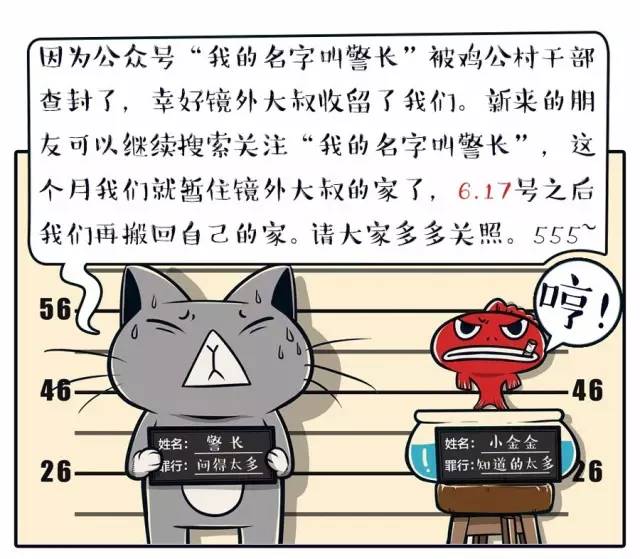 因为公众号“我的名字叫警长”被鸡公村干部
查封了，幸好镜外大叔收留了我们。新来的朋
友可以继续搜索关注“我的名字叫警长”，这
个月我们就暂住镜外大叔的家了，6.17号之后
我们再搬回自己的家。请大家多多关照。555~
哼！
56
46
26
46
26
姓名：警长
罪行：问得太多
姓名：小金金
罪行：知道的太多